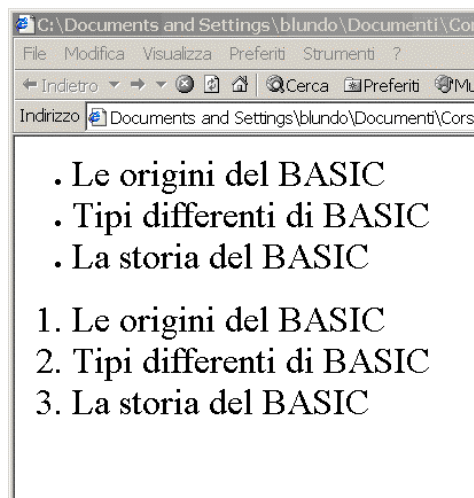 C:\Documents and Settings\blundo\Documenti\Co
File Modifica Visualizza Preferiti Strumenti ?
Indietro Cerca Preferiti
Indirizzo Documents and Settings\blundo\Documenti\Cors
• Le origini del BASIC
• Tipi differenti di BASIC
• La storia del BASIC
1. Le origini del BASIC
2. Tipi differenti di BASIC
3. La storia del BASIC